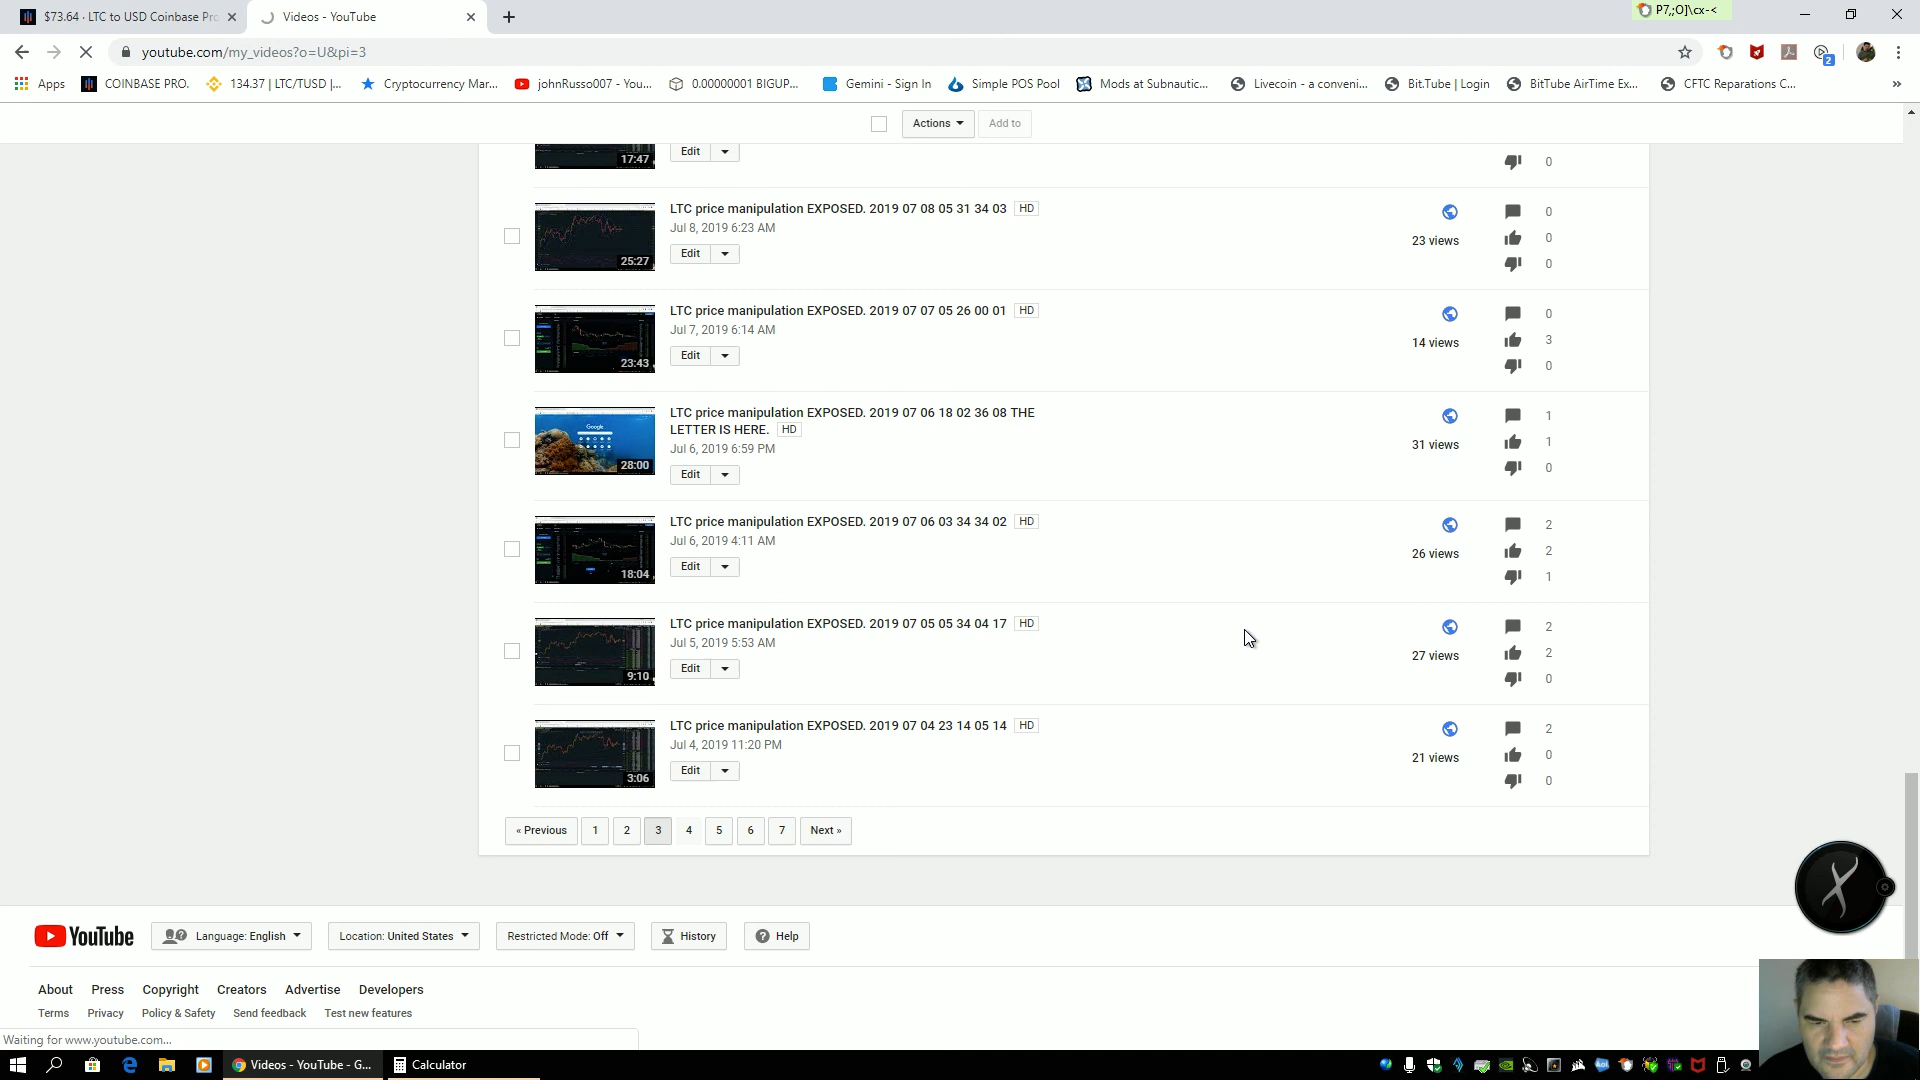 $73.64 · LTC to USD Coinbase Pro
Videos - YouTube
P7,;O]\cx-<
youtube.com/my_videos?o=U&pi=3
2
Apps
COINBASE PRO.
134.37 | LTC/TUSD |...
Cryptocurrency Mar...
johnRusso007 - You...
0.00000001 BIGUP...
Gemini - Sign In
Simple POS Pool
Mods at Subnautic...
Livecoin - a conveni...
Bit.Tube | Login
BitTube AirTime Ex...
CFTC Reparations C...
»
Actions
Add to
17:47
Edit
0
LTC price manipulation EXPOSED. 2019 07 08 05 31 34 03 HD
Jul 8, 2019 6:23 AM
Edit
25:27
23 views
0
0
0
LTC price manipulation EXPOSED. 2019 07 07 05 26 00 01 HD
Jul 7, 2019 6:14 AM
Edit
23:43
14 views
0
3
0
LTC price manipulation EXPOSED. 2019 07 06 18 02 36 08 THE
LETTER IS HERE. HD
Jul 6, 2019 6:59 PM
Edit
Google
28:00
31 views
1
1
0
LTC price manipulation EXPOSED. 2019 07 06 03 34 34 02 HD
Jul 6, 2019 4:11 AM
Edit
18:04
26 views
2
2
1
LTC price manipulation EXPOSED. 2019 07 05 05 34 04 17 HD
Jul 5, 2019 5:53 AM
Edit
9:10
27 views
2
2
0
LTC price manipulation EXPOSED. 2019 07 04 23 14 05 14 HD
Jul 4, 2019 11:20 PM
Edit
3:06
21 views
2
0
0
« Previous 1 2 3 4 5 6 7 Next »
YouTube
Language: English
Location: United States
Restricted Mode: Off
History
Help
About Press Copyright Creators Advertise Developers
Terms Privacy Policy & Safety Send feedback Test new features
Waiting for www.youtube.com...
Videos - YouTube - G...
Calculator